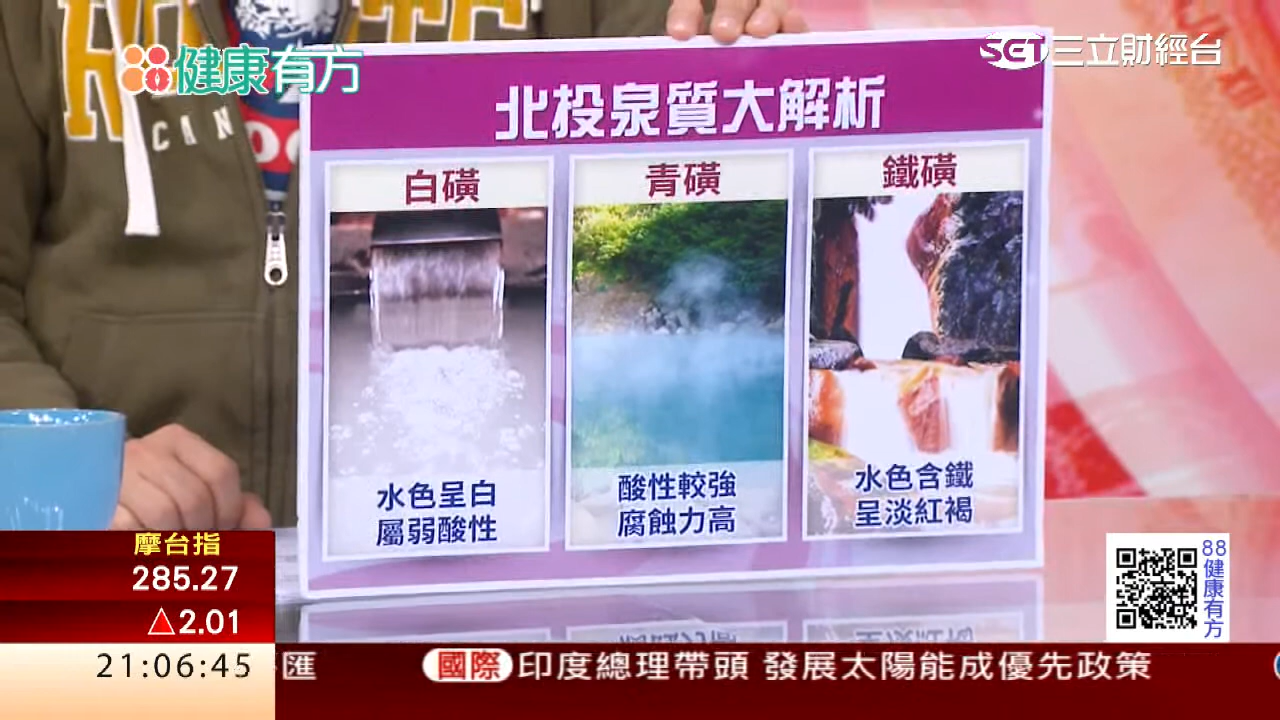 健康有方
SGT三立財經台
CAN
北投泉質大解析
白磺
水色呈白
屬弱酸性
青磺
酸性較強
腐蝕力高
鐵磺
水色含鐵
呈淡紅褐
摩台指
285.27
△2.01
88健康有方
21:06:45
匯
國際 印度總理帶頭 發展太陽能成優先政策